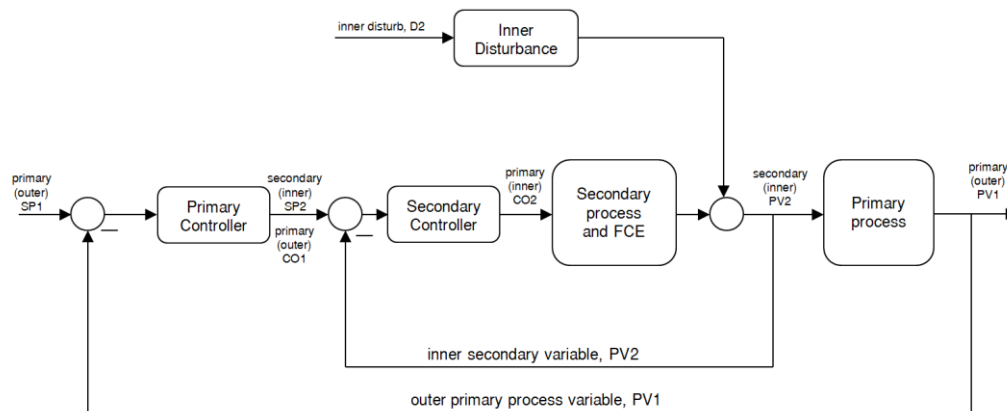 inner disturb, D2
Inner
Disturbance
primary
(outer)
SP1
Primary
Controller
secondary
(inner)
SP2
primary
(outer)
CO1
Secondary
Controller
primary
(inner)
CO2
Secondary
process
and FCE
secondary
(inner)
PV2
Primary
process
primary
(outer)
PV1
inner secondary variable, PV2
outer primary process variable, PV1